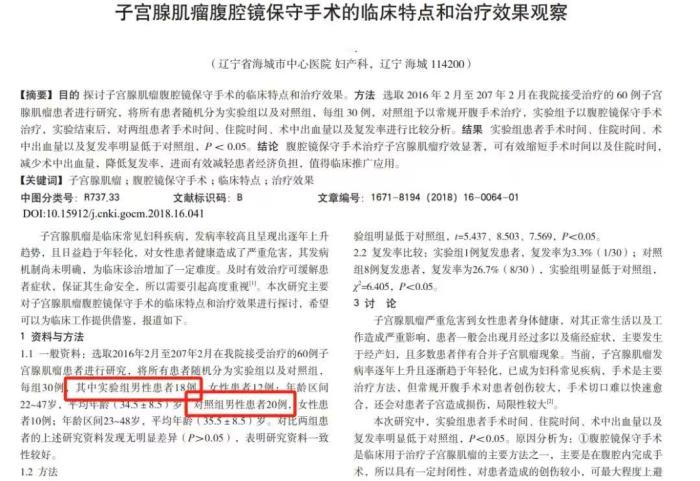 子宫腺肌瘤腹腔镜保守手术的临床特点和治疗效果观察
（辽宁省海城市中心医院 妇产科，辽宁 海城 114200）
【摘要】目的 探讨子宫腺肌瘤腹腔镜保守手术的临床特点和治疗效果。方法 选取 2016 年 2 月至 207 年 2 月在我院接受治疗的 60 例子宫
腺肌瘤患者进行研究，将所有患者随机分为实验组以及对照组，每组 30 例，对照组予以常规开腹手术治疗，实验组予以腹腔镜保守手术
治疗，实验结束后，对两组患者手术时间、住院时间、术中出血量以及复发率进行比较分析。结果 实验组患者手术时间、住院时间、术
中出血量以及复发率明显低于对照组，P < 0.05。结论 腹腔镜保守手术治疗子宫腺肌瘤疗效显著，可有效缩短手术时间以及住院时间，
减少术中出血量，降低复发率，进而有效减轻患者经济负担，值得临床推广应用。
【关键词】子宫腺肌瘤；腹腔镜保守手术；临床特点；治疗效果
中图分类号：R737.33 文献标识码：B 文章编号：1671-8194（2018）16-0064-01
DOI:10.15912/j.cnki.gocm.2018.16.041
子宫腺肌瘤是临床常见妇科疾病，发病率较高且呈现出逐年上升
趋势，且日益趋于年轻化，对女性患者健康造成了严重危害，其发病
机制尚未明确，为临床诊治增加了一定难度。及时有效治疗可缓解患
者症状，保证其生命安全，所以需要引起高度重视[1]。本次研究主要
对子宫腺肌瘤腹腔镜保守手术的临床特点和治疗效果进行探讨，希望
可以为临床工作提供借鉴，报道如下。
1 资料与方法
1.1 一般资料：选取2016年2月至207年2月在我院接受治疗的60例子
宫腺肌瘤患者进行研究，将所有患者随机分为实验组以及对照组，
每组30例，其中实验组男性患者18例，女性患者12例；年龄区间
22~47岁，平均年龄（34.5±8.5）岁，对照组男性患者20例，女性患
者10例；年龄区间23~48岁，平均年龄（35.5±8.5）岁。对比两组患
者的上述研究资料发现无明显差异（P>0.05），表明研究资料一致
性较好。
1.2 方法
验组明显低于对照组，t=5.437、8.503、7.569，P<0.05。
2.2 复发率比较：实验组1例复发患者，复发率为3.3%（1/30）；对照
组8例复发患者，复发率为26.7%（8/30），实验组明显低于对照组，
χ²=6.405，P<0.05。
3 讨 论
子宫腺肌瘤严重危害到女性患者身体健康，对其正常生活以及工
作造成严重影响，患者一般会出现月经过多以及痛经症状，主要发生
于经产妇，且多数患者伴有合并子宫肌瘤现象。当前，子宫腺肌瘤发
病率逐年上升且逐渐趋于年轻化，已成为妇科常见疾病，手术是主要
治疗方法，但常规开腹手术对患者创伤较大，手术切口难以快速愈
合，还会对患者子宫造成损伤，局限性较大[2]。
本次研究中，实验组患者手术时间、住院时间、术中出血量以及
复发率明显低于对照组，P<0.05。原因分析为：①腹腔镜保守手术
是临床用于治疗子宫腺肌瘤的主要方法之一，主要是在腹腔内完成手
术，所以具有一定封闭性，对患者造成的创伤较小，可最大程度上避